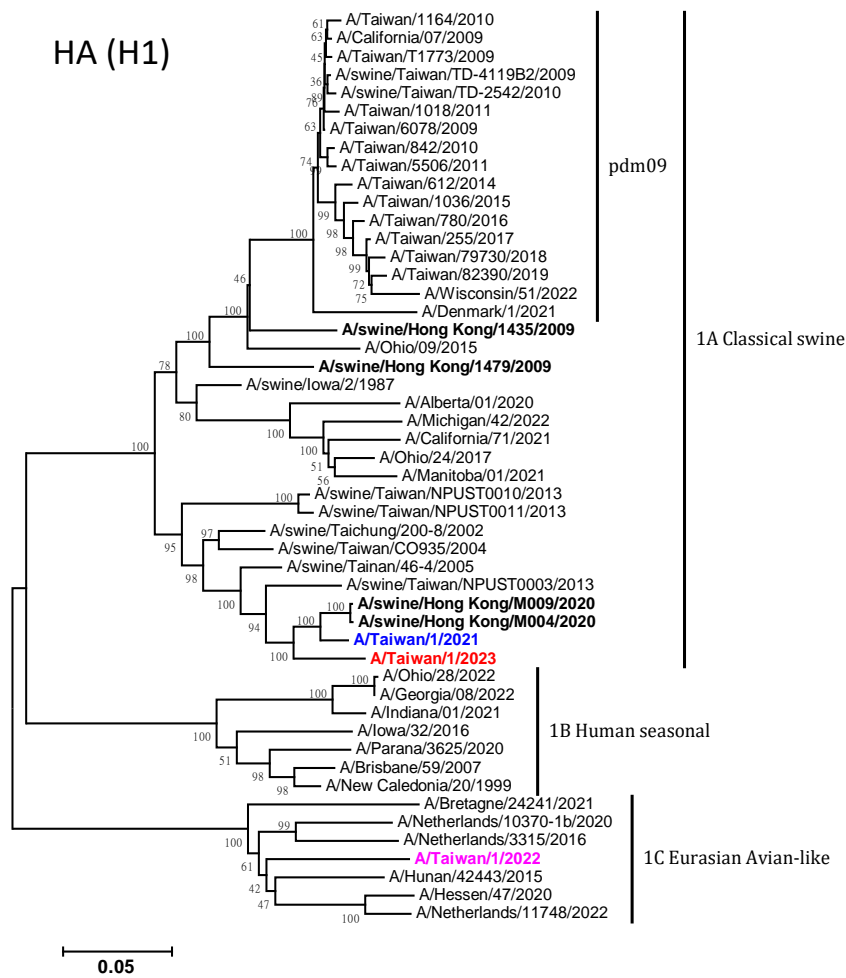 HA (H1)
61
A/Taiwan/1164/2010
63
A/California/07/2009
45
A/Taiwan/T1773/2009
36
A/swine/Taiwan/TD-4119B2/2009
89
A/swine/Taiwan/TD-2542/2010
76
A/Taiwan/1018/2011
63
A/Taiwan/6078/2009
A/Taiwan/842/2010
74
A/Taiwan/5506/2011
A/Taiwan/612/2014
99
A/Taiwan/1036/2015
98
A/Taiwan/780/2016
98
A/Taiwan/255/2017
99
A/Taiwan/79730/2018
72
A/Taiwan/82390/2019
75
A/Wisconsin/51/2022
100
A/Denmark/1/2021
pdm09
46
A/swine/Hong Kong/1435/2009
100
A/Ohio/09/2015
100
A/swine/Hong Kong/1479/2009
78
A/swine/Iowa/2/1987
80
A/Alberta/01/2020
100
A/Michigan/42/2022
100
A/California/71/2021
51
A/Ohio/24/2017
56
A/Manitoba/01/2021
100
100
A/swine/Taiwan/NPUST0010/2013
A/swine/Taiwan/NPUST0011/2013
95
97
A/swine/Taichung/200-8/2002
A/swine/Taiwan/CO935/2004
98
A/swine/Tainan/46-4/2005
100
A/swine/Taiwan/NPUST0003/2013
94
100
A/swine/Hong Kong/M009/2020
A/swine/Hong Kong/M004/2020
100
A/Taiwan/1/2021
100
A/Taiwan/1/2023
1A Classical swine
100
A/Ohio/28/2022
A/Georgia/08/2022
100
A/Indiana/01/2021
100
A/Iowa/32/2016
51
A/Parana/3625/2020
98
A/Brisbane/59/2007
98
A/New Caledonia/20/1999
1B Human seasonal
A/Bretagne/24241/2021
100
A/Netherlands/10370-1b/2020
99
A/Netherlands/3315/2016
61
A/Taiwan/1/2022
42
A/Hunan/42443/2015
47
A/Hessen/47/2020
100
A/Netherlands/11748/2022
1C Eurasian Avian-like
0.05